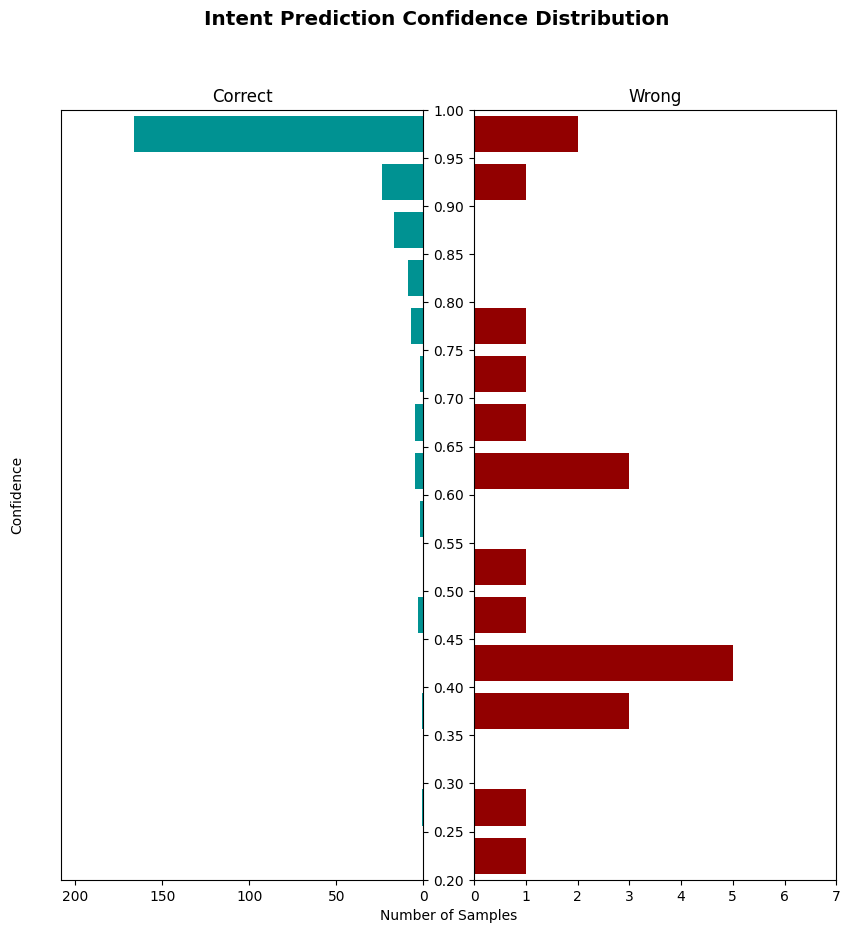 Intent Prediction Confidence Distribution
Correct
Wrong
1.00
0.95
0.90
0.85
0.80
0.75
0.70
0.65
0.60
0.55
0.50
0.45
0.40
0.35
0.30
0.25
0.20
Confidence
200 150 100 50 0
0 1 2 3 4 5 6 7
Number of Samples